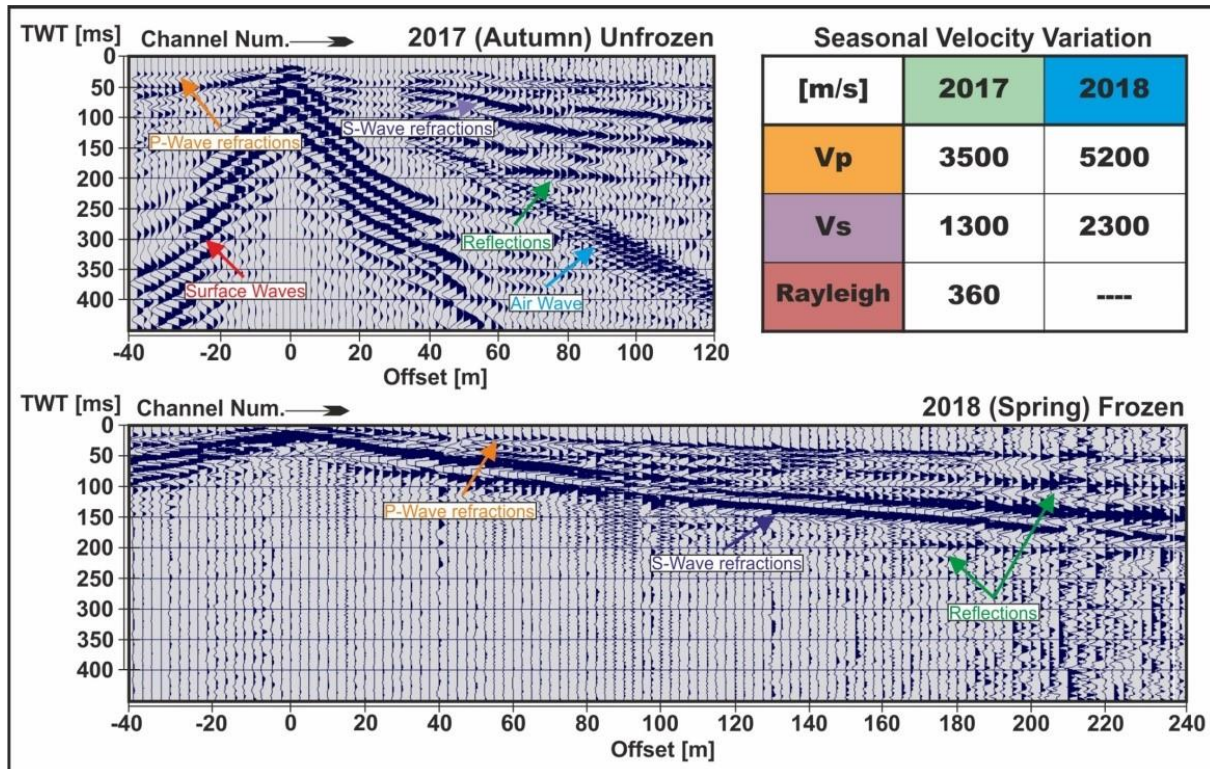 TWT [ms] Channel Num. 2017 (Autumn) Unfrozen
0
50
100
150
200
250
300
350
400
P-Wave refractions
S-Wave refractions
Reflections
Surface Waves
Air Wave
-40 -20 0 20 40 60 80 100 120
Offset [m]
Seasonal Velocity Variation
[m/s] 2017 2018
Vp 3500 5200
Vs 1300 2300
Rayleigh 360 ----
TWT [ms] Channel Num. 2018 (Spring) Frozen
0
50
100
150
200
250
300
350
400
P-Wave refractions
S-Wave refractions
Reflections
-40 -20 0 20 40 60 80 100 120 140 160 180 200 220 240
Offset [m]